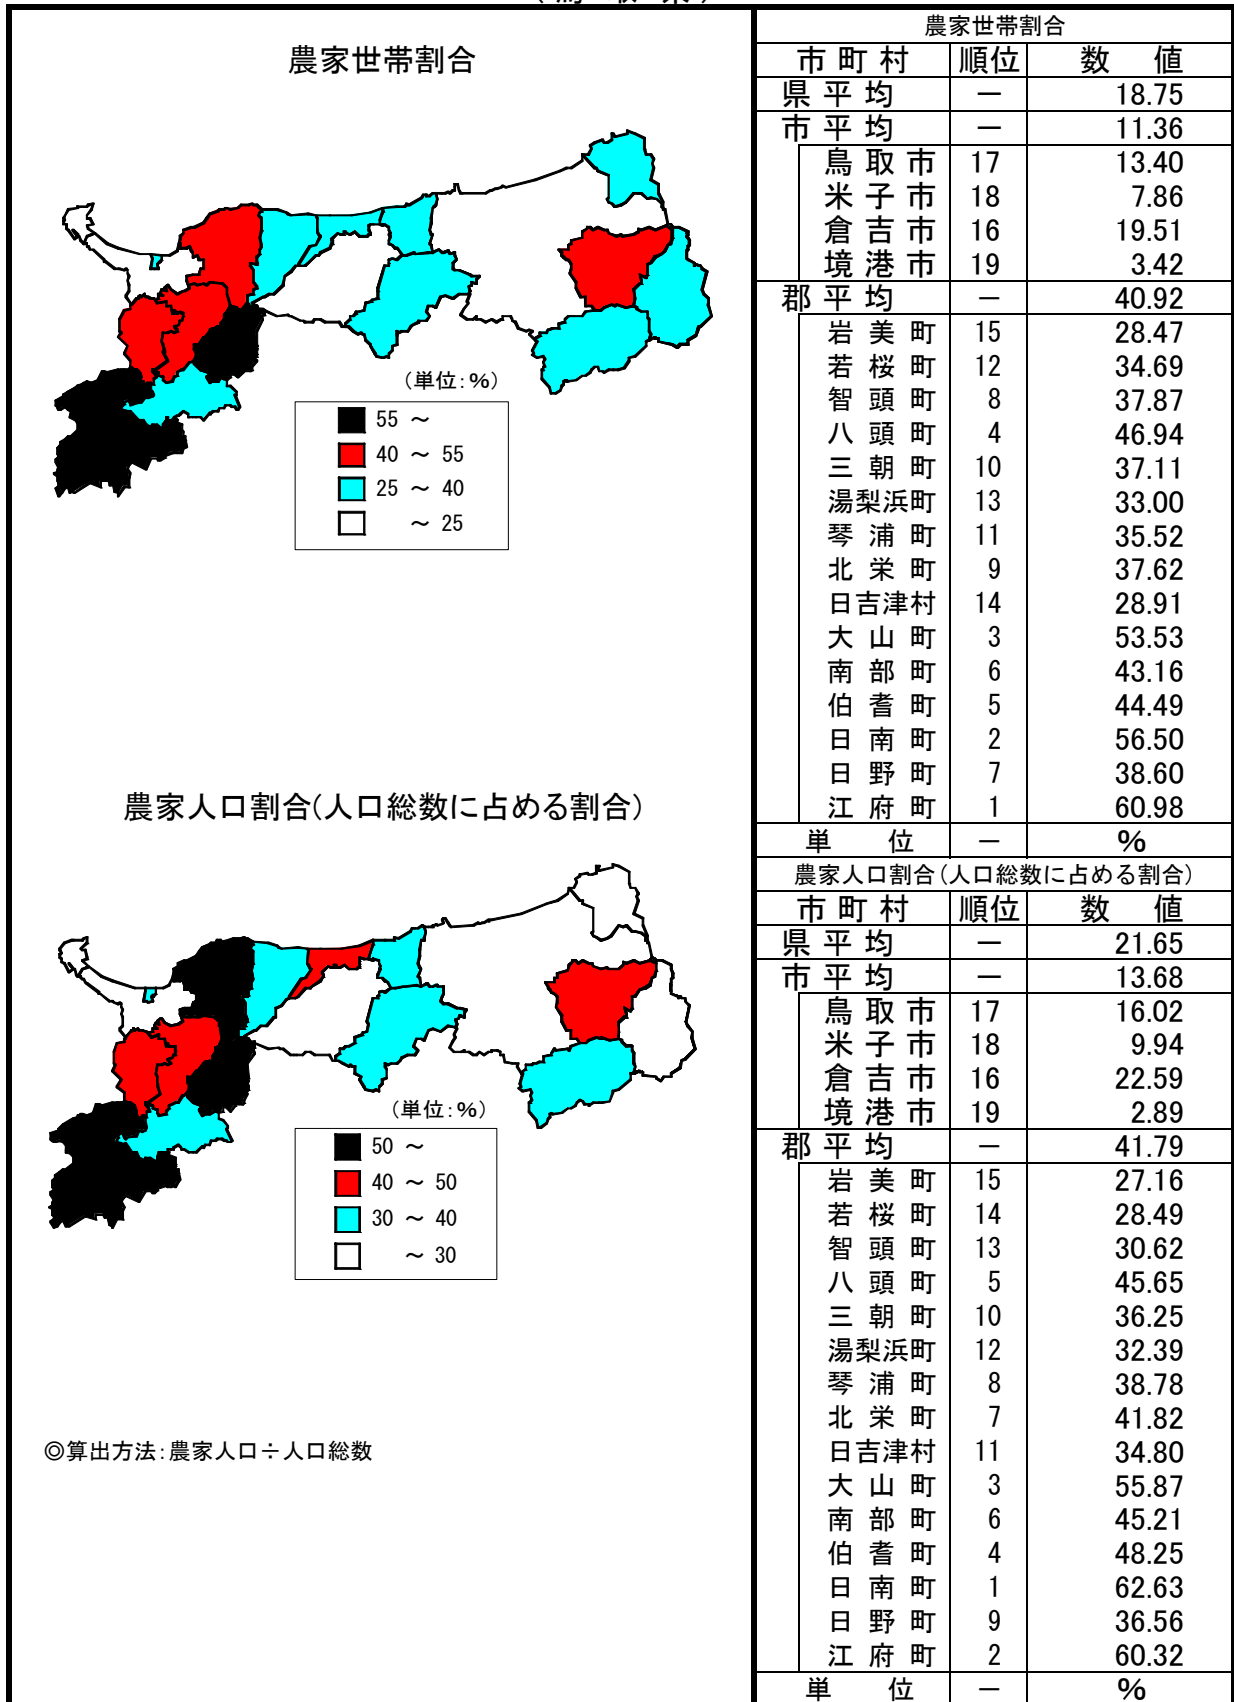 農家世帯割合
(単位:%)
55 ~
40 ~ 55
25 ~ 40
~ 25
農家人口割合(人口総数に占める割合)
(単位:%)
50 ~
40 ~ 50
30 ~ 40
~ 30
◎算出方法:農家人口÷人口総数
農家世帯割合
市町村 順位 数 値
県平均 － 18.75
市平均 － 11.36
鳥取市 17 13.40
米子市 18 7.86
倉吉市 16 19.51
境港市 19 3.42
郡平均 － 40.92
岩美町 15 28.47
若桜町 12 34.69
智頭町 8 37.87
八頭町 4 46.94
三朝町 10 37.11
湯梨浜町 13 33.00
琴浦町 11 35.52
北栄町 9 37.62
日吉津村 14 28.91
大山町 3 53.53
南部町 6 43.16
伯耆町 5 44.49
日南町 2 56.50
日野町 7 38.60
江府町 1 60.98
単 位 － %
農家人口割合(人口総数に占める割合)
市町村 順位 数 値
県平均 － 21.65
市平均 － 13.68
鳥取市 17 16.02
米子市 18 9.94
倉吉市 16 22.59
境港市 19 2.89
郡平均 － 41.79
岩美町 15 27.16
若桜町 14 28.49
智頭町 13 30.62
八頭町 5 45.65
三朝町 10 36.25
湯梨浜町 12 32.39
琴浦町 8 38.78
北栄町 7 41.82
日吉津村 11 34.80
大山町 3 55.87
南部町 6 45.21
伯耆町 4 48.25
日南町 1 62.63
日野町 9 36.56
江府町 2 60.32
単 位 － %